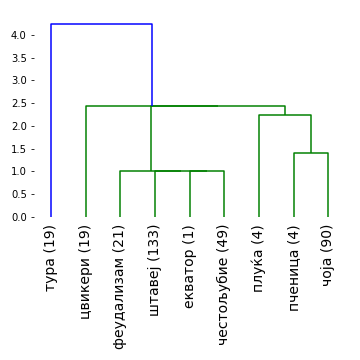 4.0
3.5
3.0
2.5
2.0
1.5
1.0
0.5
0.0
тура (19)
цвикери (19)
феудализам (21)
штавеј (133)
екватор (1)
честољубие (49)
плуќа (4)
пченица (4)
чоја (90)